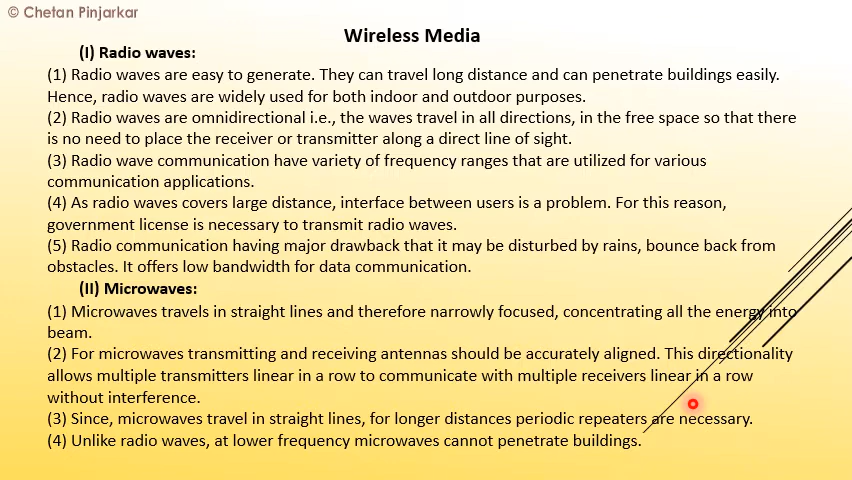 © Chetan Pinjarkar
Wireless Media
(I) Radio waves:
(1) Radio waves are easy to generate. They can travel long distance and can penetrate buildings easily.
Hence, radio waves are widely used for both indoor and outdoor purposes.
(2) Radio waves are omnidirectional i.e., the waves travel in all directions, in the free space so that there
is no need to place the receiver or transmitter along a direct line of sight.
(3) Radio wave communication have variety of frequency ranges that are utilized for various
communication applications.
(4) As radio waves covers large distance, interface between users is a problem. For this reason,
government license is necessary to transmit radio waves.
(5) Radio communication having major drawback that it may be disturbed by rains, bounce back from
obstacles. It offers low bandwidth for data communication.
(II) Microwaves:
(1) Microwaves travels in straight lines and therefore narrowly focused, concentrating all the energy into
beam.
(2) For microwaves transmitting and receiving antennas should be accurately aligned. This directionality
allows multiple transmitters linear in a row to communicate with multiple receivers linear in a row
without interference.
(3) Since, microwaves travel in straight lines, for longer distances periodic repeaters are necessary.
(4) Unlike radio waves, at lower frequency microwaves cannot penetrate buildings.